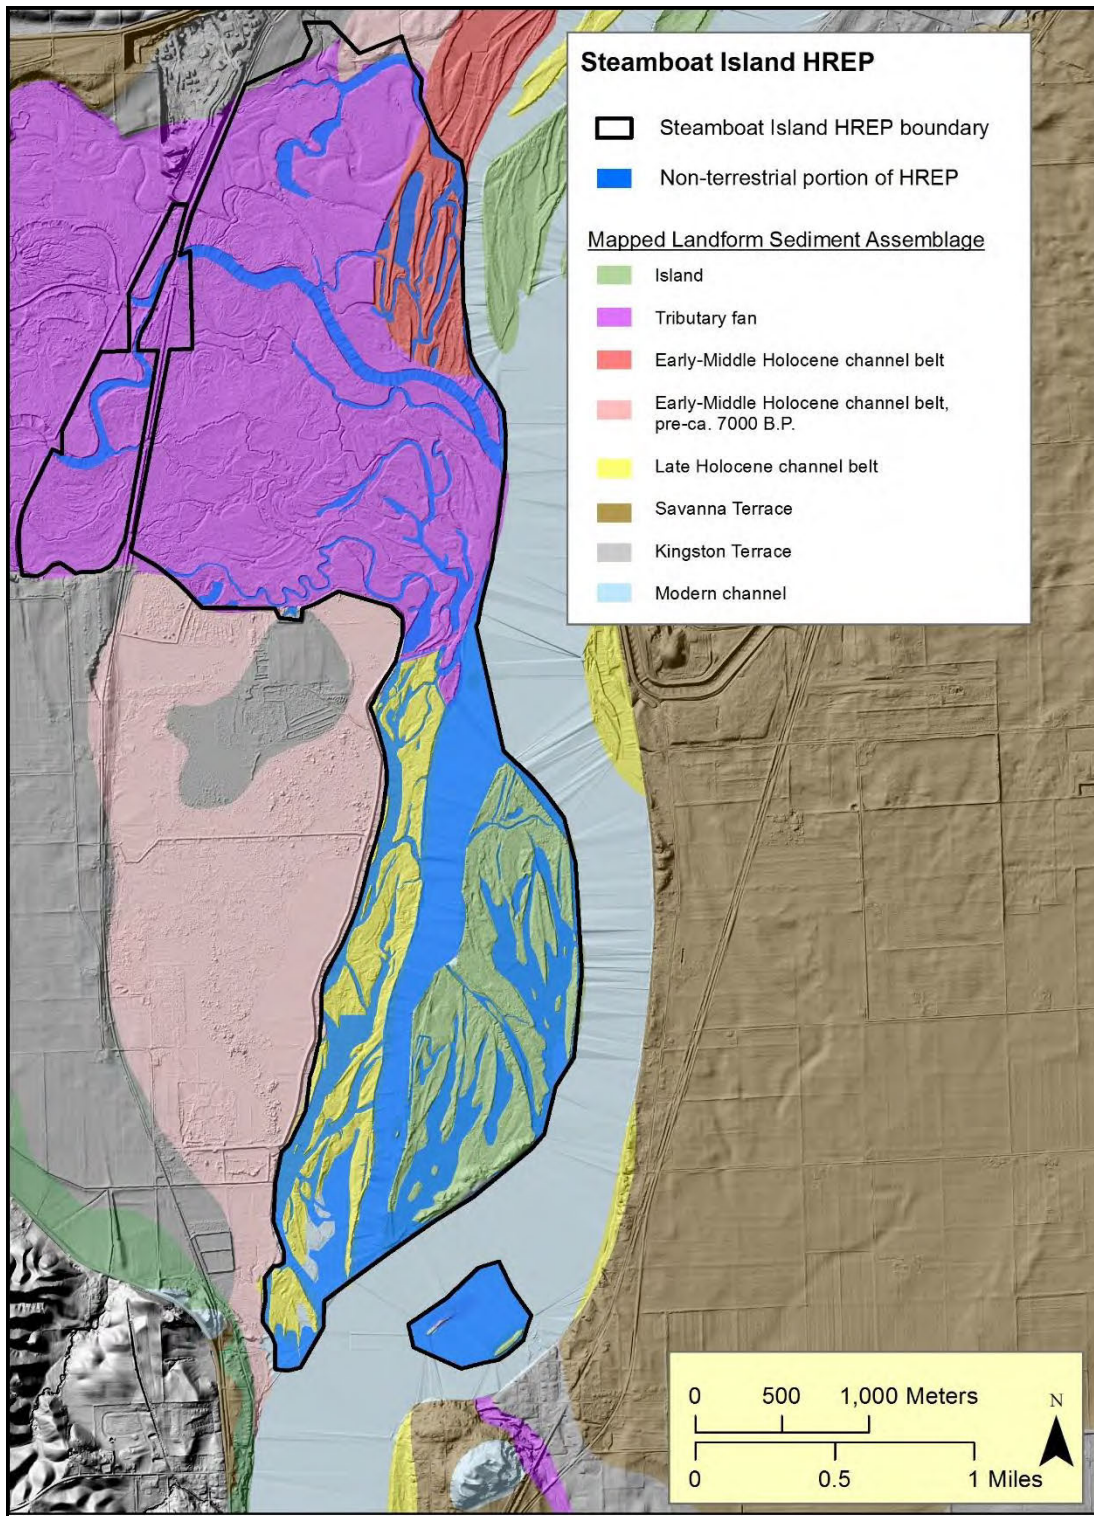 Steamboat Island HREP
Steamboat Island HREP boundary
Non-terrestrial portion of HREP
Mapped Landform Sediment Assemblage
Island
Tributary fan
Early-Middle Holocene channel belt
Early-Middle Holocene channel belt,
pre-ca. 7000 B.P.
Late Holocene channel belt
Savanna Terrace
Kingston Terrace
Modern channel
0 500 1,000 Meters
N
0 0.5 1 Miles